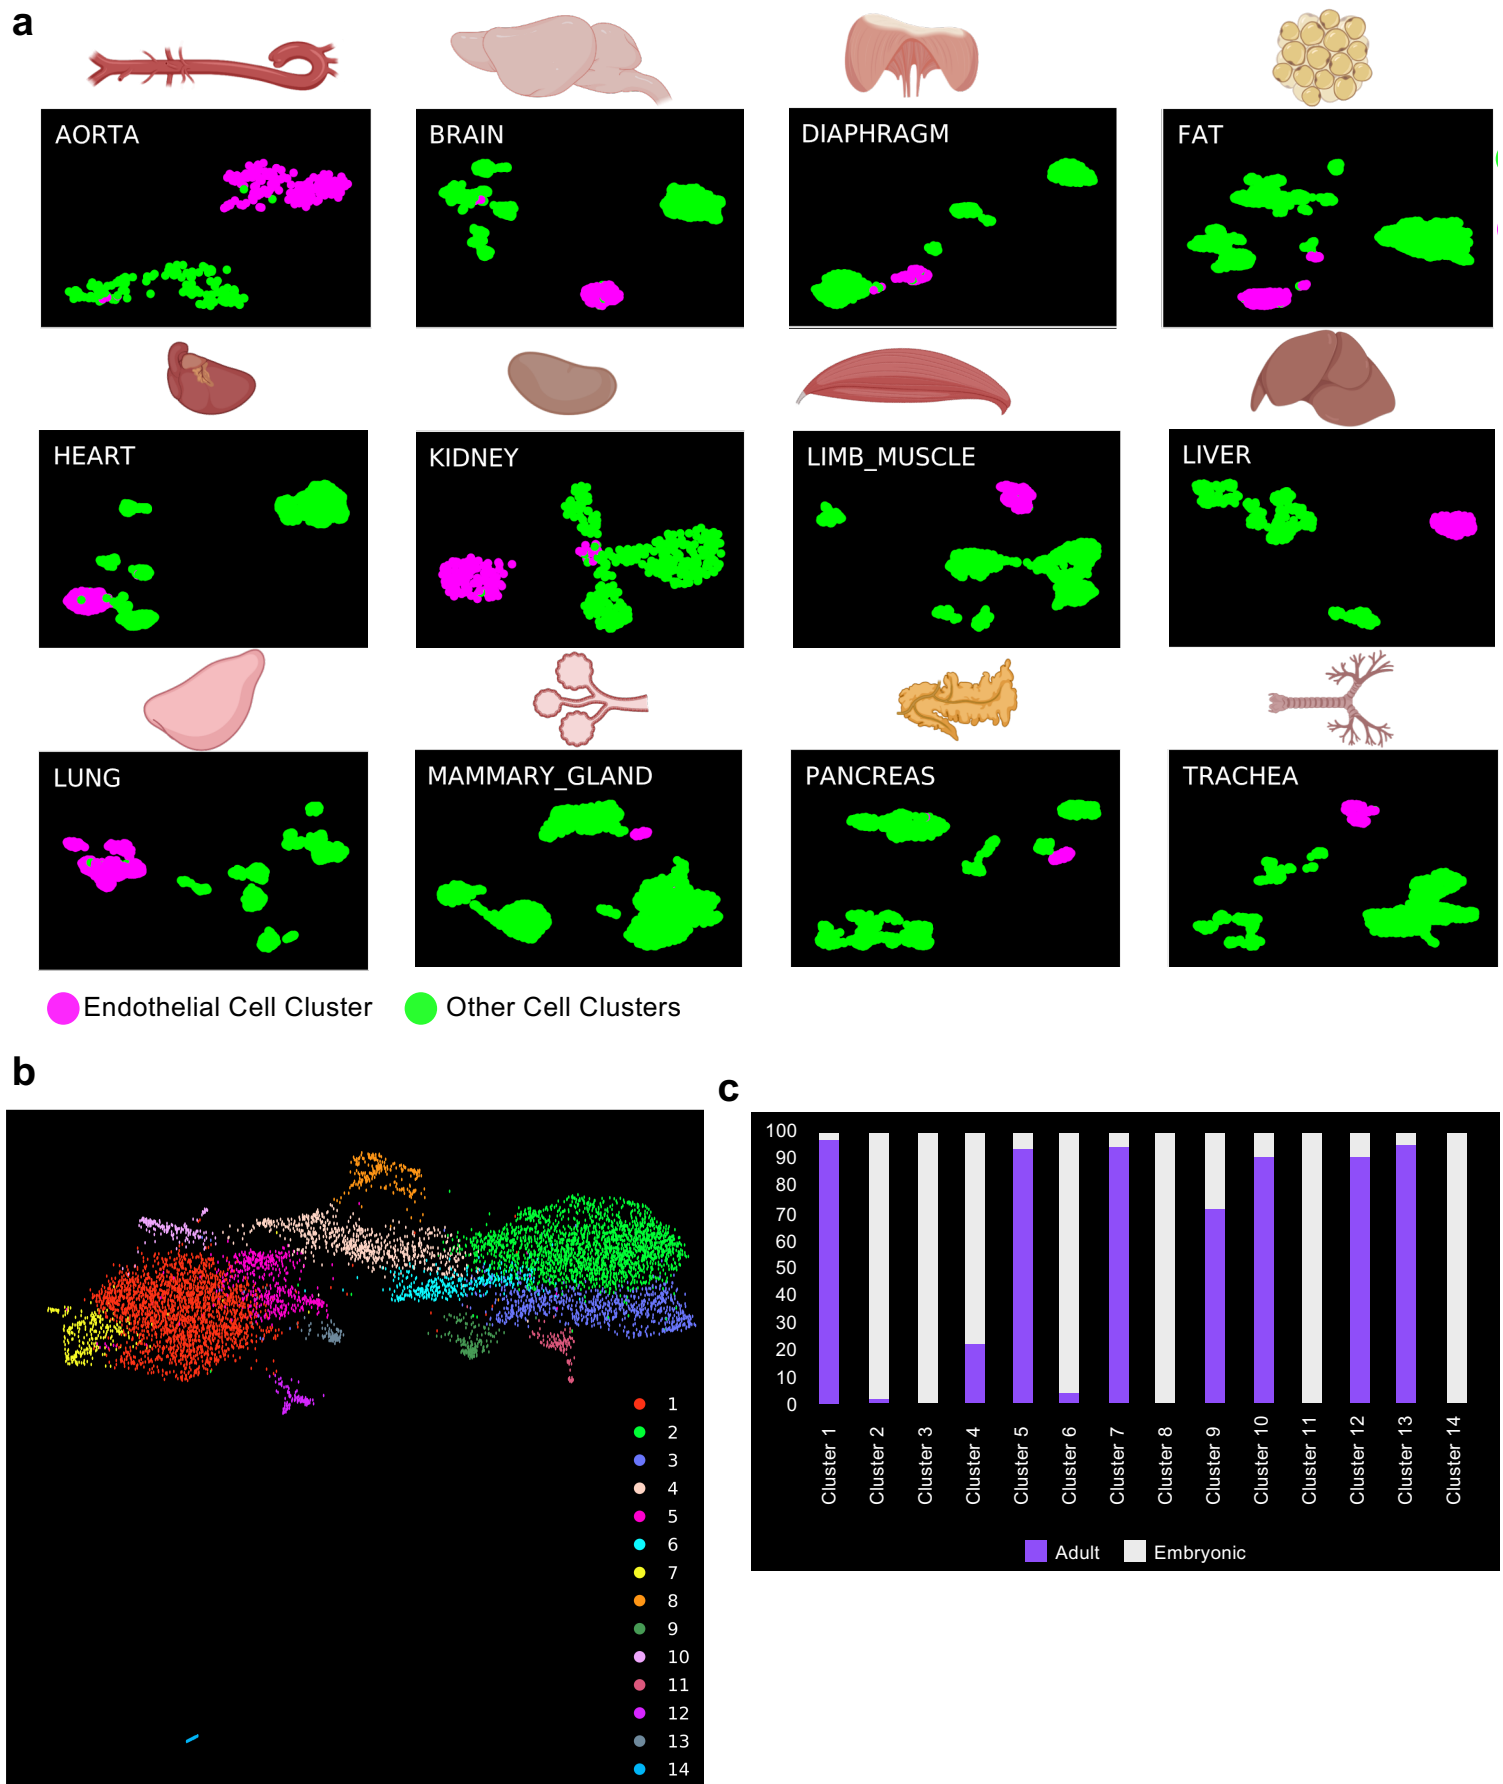 a
AORTA
BRAIN
DIAPHRAGM
FAT
HEART
KIDNEY
LIMB_MUSCLE
LIVER
LUNG
MAMMARY_GLAND
PANCREAS
TRACHEA
Endothelial Cell Cluster
Other Cell Clusters
b
1
2
3
4
5
6
7
8
9
10
11
12
13
14
c
100
90
80
70
60
50
40
30
20
10
0
Cluster 1
Cluster 2
Cluster 3
Cluster 4
Cluster 5
Cluster 6
Cluster 7
Cluster 8
Cluster 9
Cluster 10
Cluster 11
Cluster 12
Cluster 13
Cluster 14
Adult
Embryonic